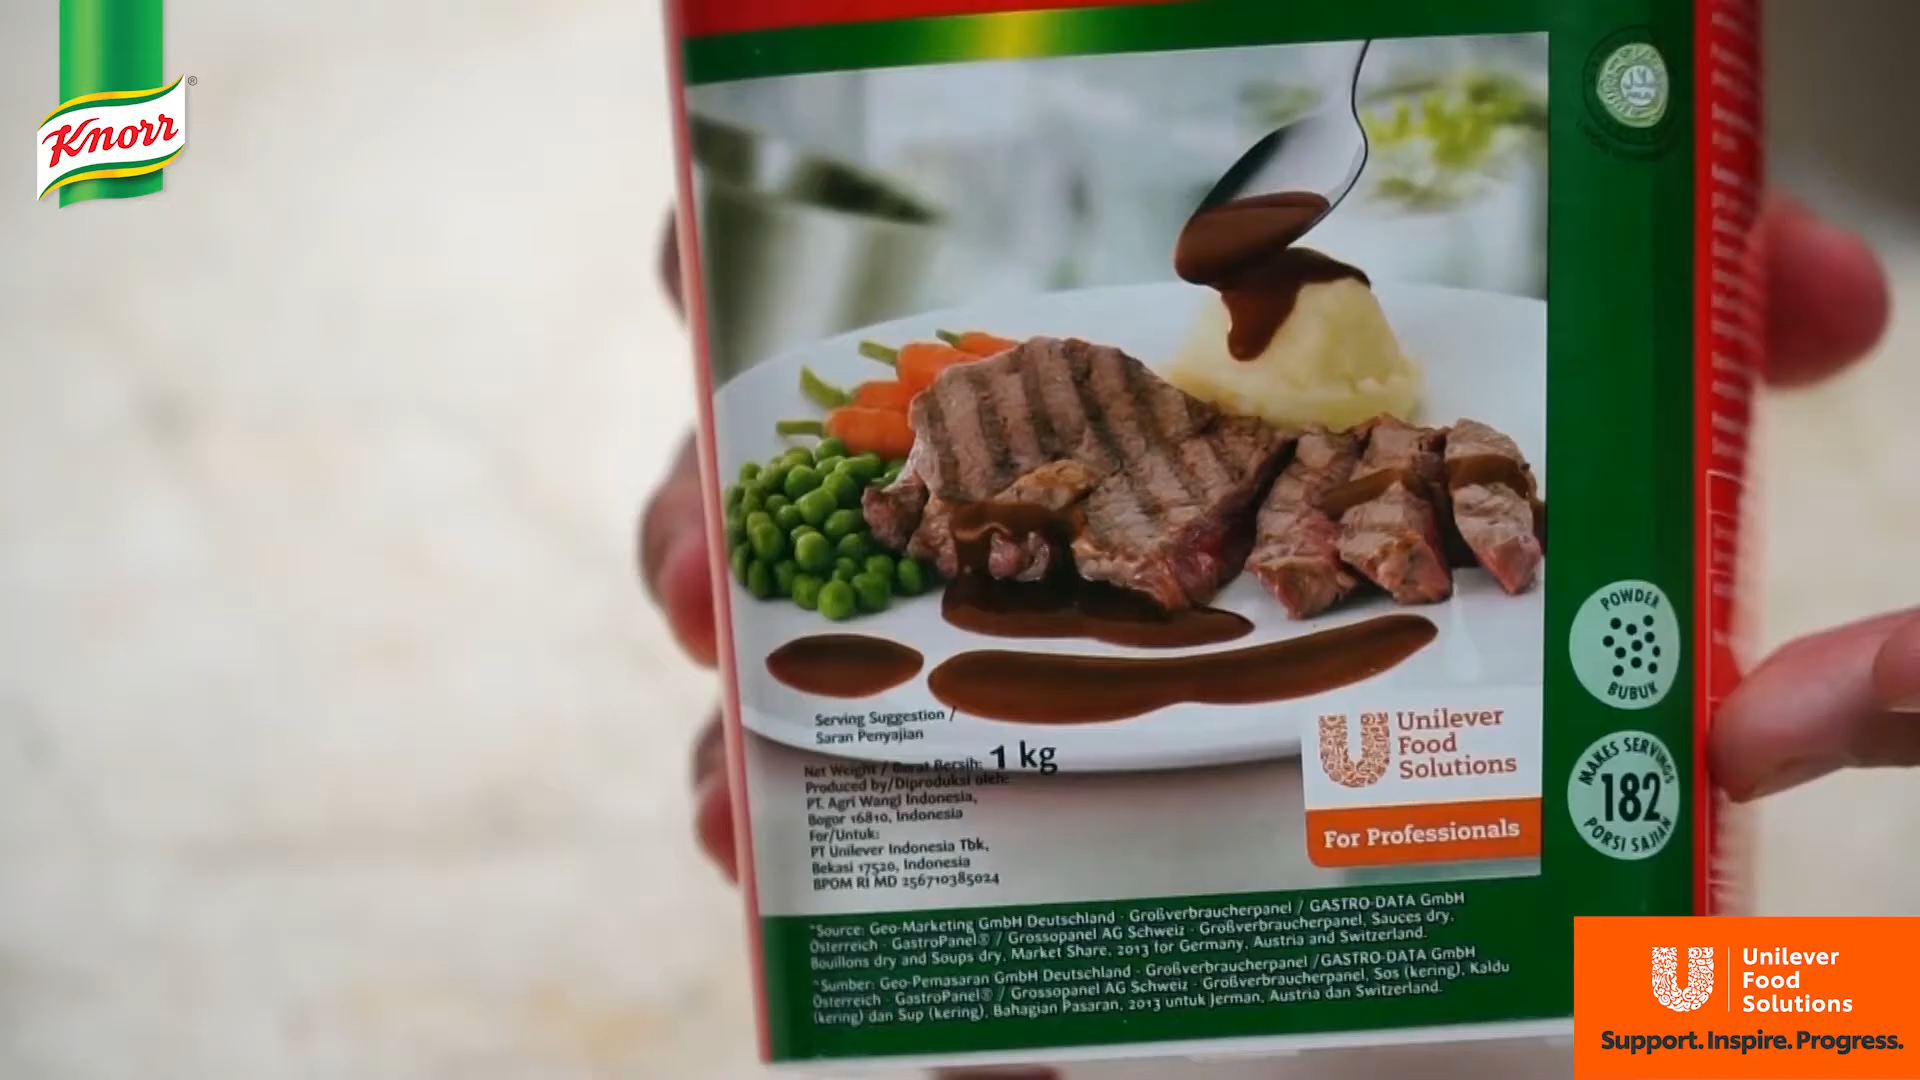 Knorr
®
HALAL
POWDER
BUBUK
MAKES SERVINGS
182
PORSI SAJIAN
Serving Suggestion /
Saran Penyajian
Net Weight / Berat Bersih: 1 kg
Produced by/Diproduksi oleh:
PT. Agri Wangi Indonesia,
Bogor 16810, Indonesia
For/Untuk:
PT Unilever Indonesia Tbk,
Bekasi 17520, Indonesia
BPOM RI MD 256710385024
Unilever
Food
Solutions
For Professionals
*Source: Geo-Marketing GmbH Deutschland - Großverbraucherpanel / GASTRO-DATA GmbH
Österreich - GastroPanel® / Grossopanel AG Schweiz - Großverbraucherpanel, Sauces dry,
Bouillons dry and Soups dry, Market Share, 2013 for Germany, Austria and Switzerland.
*Sumber: Geo-Pemasaran GmbH Deutschland - Großverbraucherpanel /GASTRO-DATA GmbH
Österreich - GastroPanel® / Grossopanel AG Schweiz - Großverbraucherpanel, Sos (kering), Kaldu
(kering) dan Sup (kering), Bahagian Pasaran, 2013 untuk Jerman, Austria dan Switzerland.
Unilever
Food
Solutions
Support. Inspire. Progress.